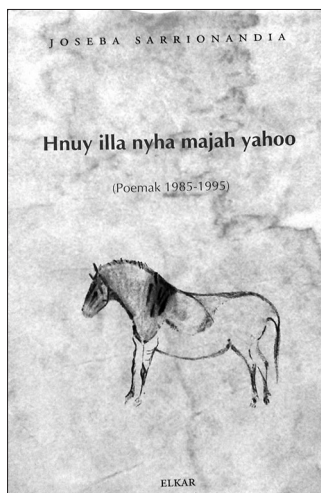 JOSEBA SARRIONANDIA
Hnuy illa nyha majah yahoo
(Poemak 1985-1995)
ELKAR